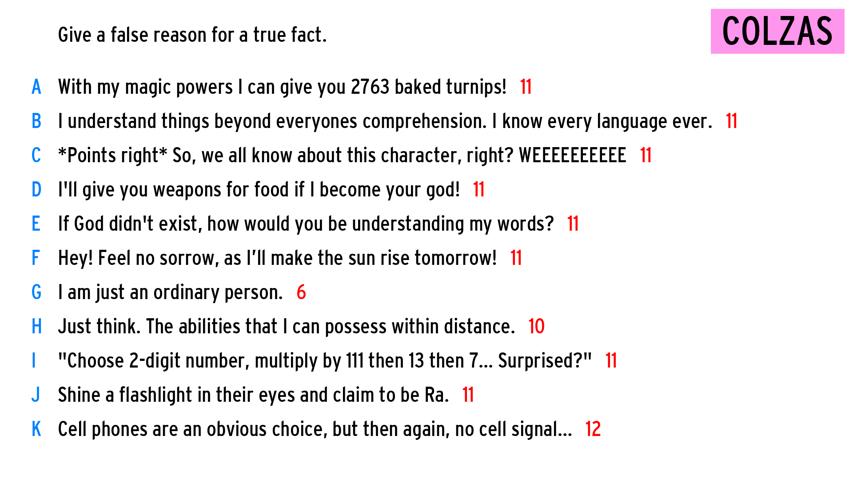 Give a false reason for a true fact.
COLZAS
A With my magic powers I can give you 2763 baked turnips! 11
B I understand things beyond everyones comprehension. I know every language ever. 11
C *Points right* So, we all know about this character, right? WEEEEEEEEEE 11
D I'll give you weapons for food if I become your god! 11
E If God didn't exist, how would you be understanding my words? 11
F Hey! Feel no sorrow, as I’ll make the sun rise tomorrow! 11
G I am just an ordinary person. 6
H Just think. The abilities that I can possess within distance. 10
I "Choose 2-digit number, multiply by 111 then 13 then 7... Surprised?" 11
J Shine a flashlight in their eyes and claim to be Ra. 11
K Cell phones are an obvious choice, but then again, no cell signal... 12